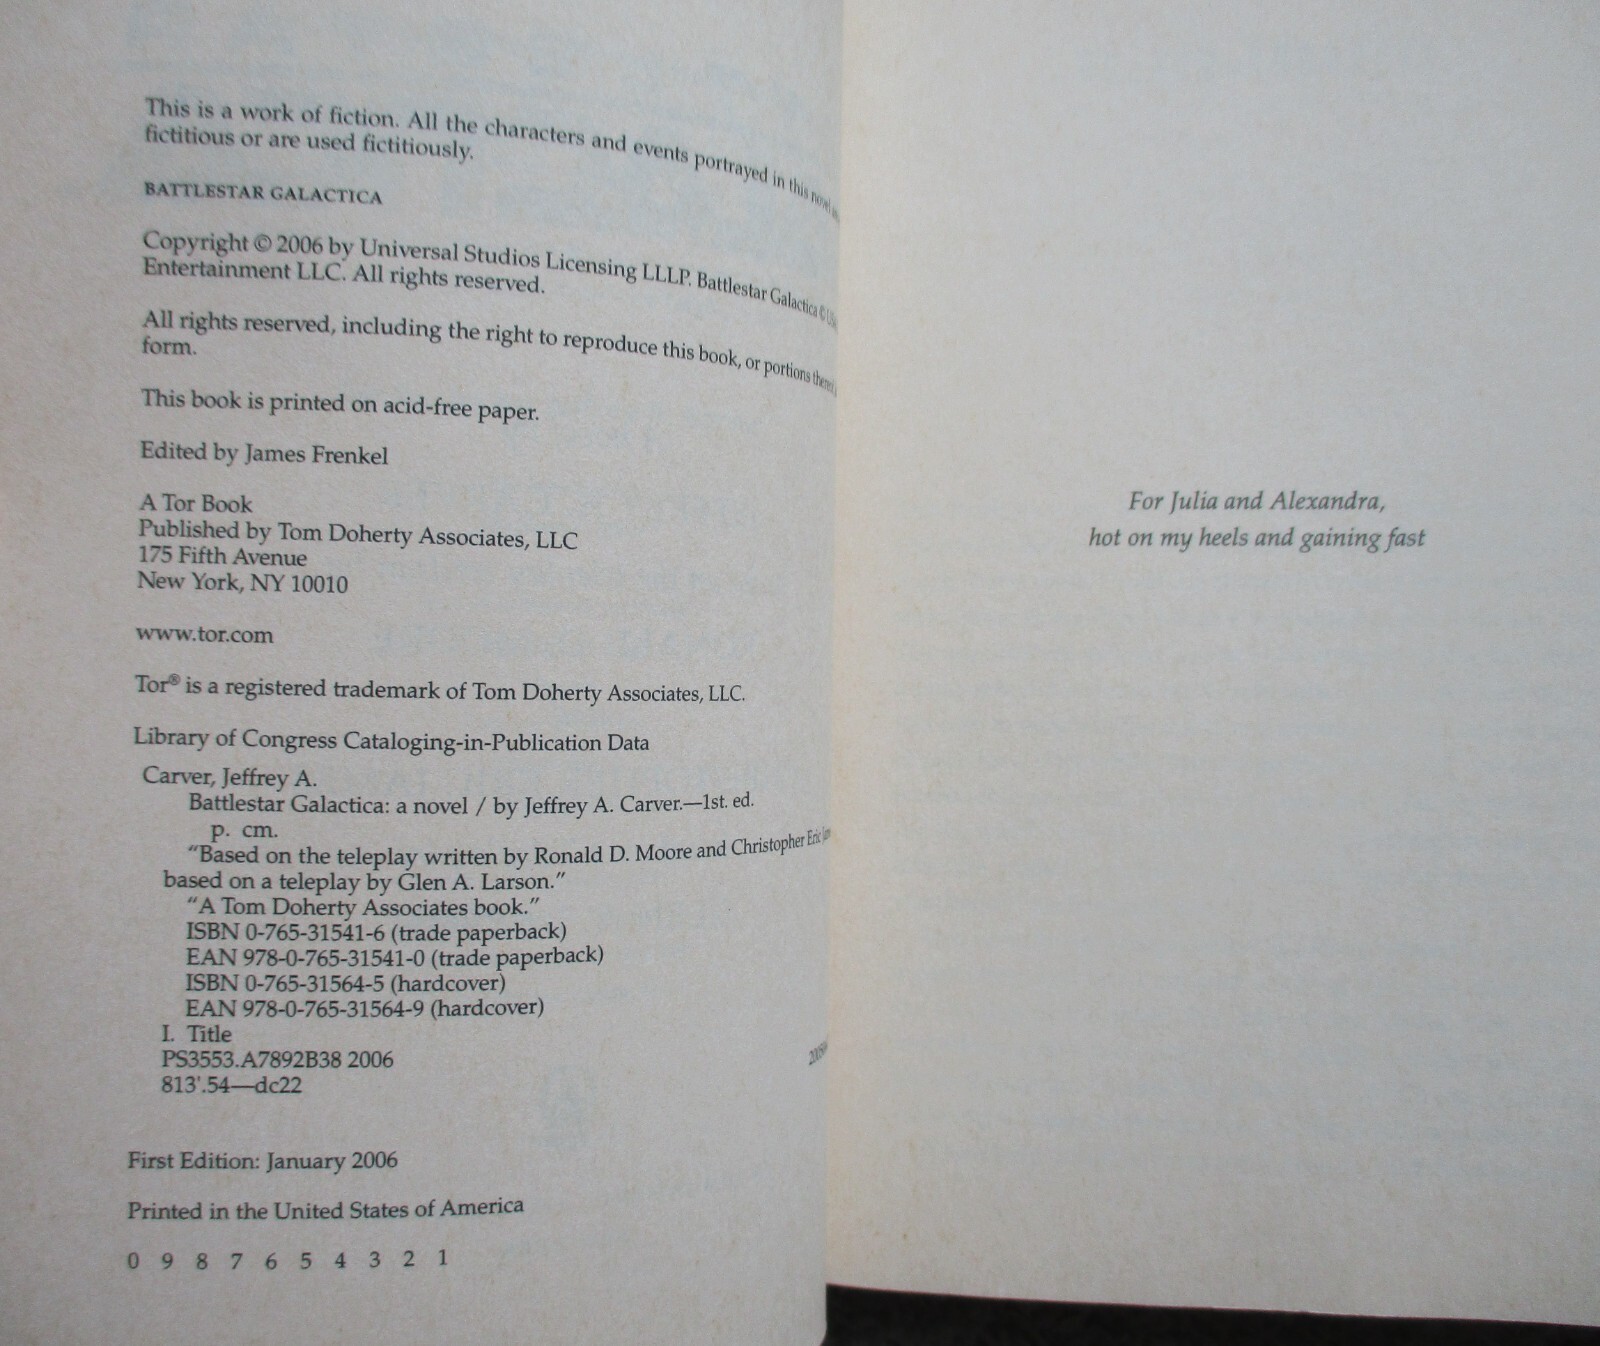 This is a work of fiction. All the characters and events portrayed in this novel
fictitious or are used fictitiously.
BATTLESTAR GALACTICA
Copyright © 2006 by Universal Studios Licensing LLLP. Battlestar Galactica ©
Entertainment LLC. All rights reserved.
All rights reserved, including the right to reproduce this book, or portions
form.
This book is printed on acid-free paper.
Edited by James Frenkel
A Tor Book
Published by Tom Doherty Associates, LLC
175 Fifth Avenue
New York, NY 10010
www.tor.com
Tor® is a registered trademark of Tom Doherty Associates, LLC.
Library of Congress Cataloging-in-Publication Data
Carver, Jeffrey A.
Battlestar Galactica: a novel / by Jeffrey A. Carver.—1st. ed.
p. cm.
"Based on the teleplay written by Ronald D. Moore and Christopher Eric
based on a teleplay by Glen A. Larson."
"A Tom Doherty Associates book."
ISBN 0-765-31541-6 (trade paperback)
EAN 978-0-765-31541-0 (trade paperback)
ISBN 0-765-31564-5 (hardcover)
EAN 978-0-765-31564-9 (hardcover)
I. Title
PS3553.A7892B38 2006
813'.54—dc22
First Edition: January 2006
Printed in the United States of America
0 9 8 7 6 5 4 3 2 1
For Julia and Alexandra,
hot on my heels and gaining fast